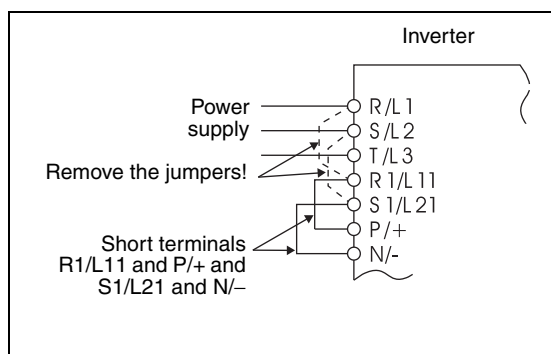 Inverter
Power
supply
R/L1
S/L2
T/L3
Remove the jumpers!
R1/L11
S1/L21
P/+
N/-
Short terminals
R1/L11 and P/+ and
S1/L21 and N/–